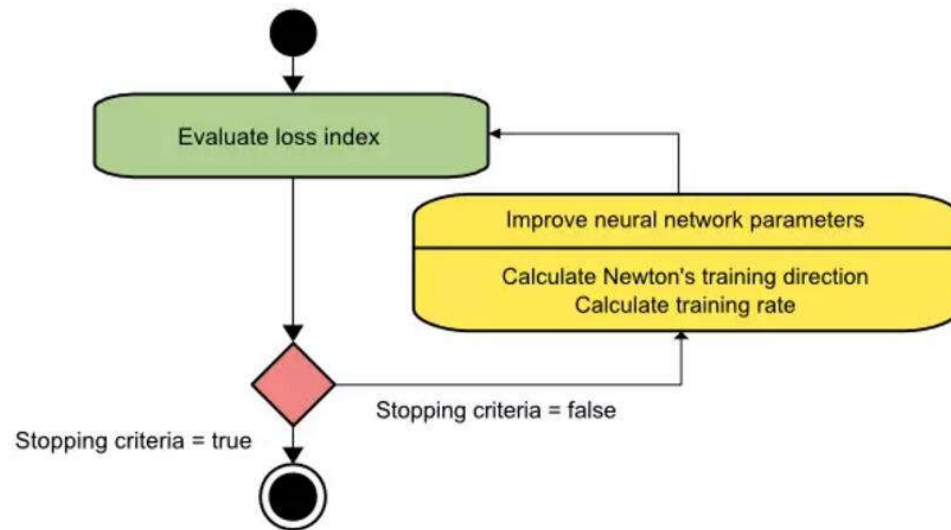 Evaluate loss index
Improve neural network parameters
Calculate Newton's training direction
Calculate training rate
Stopping criteria = false
Stopping criteria = true